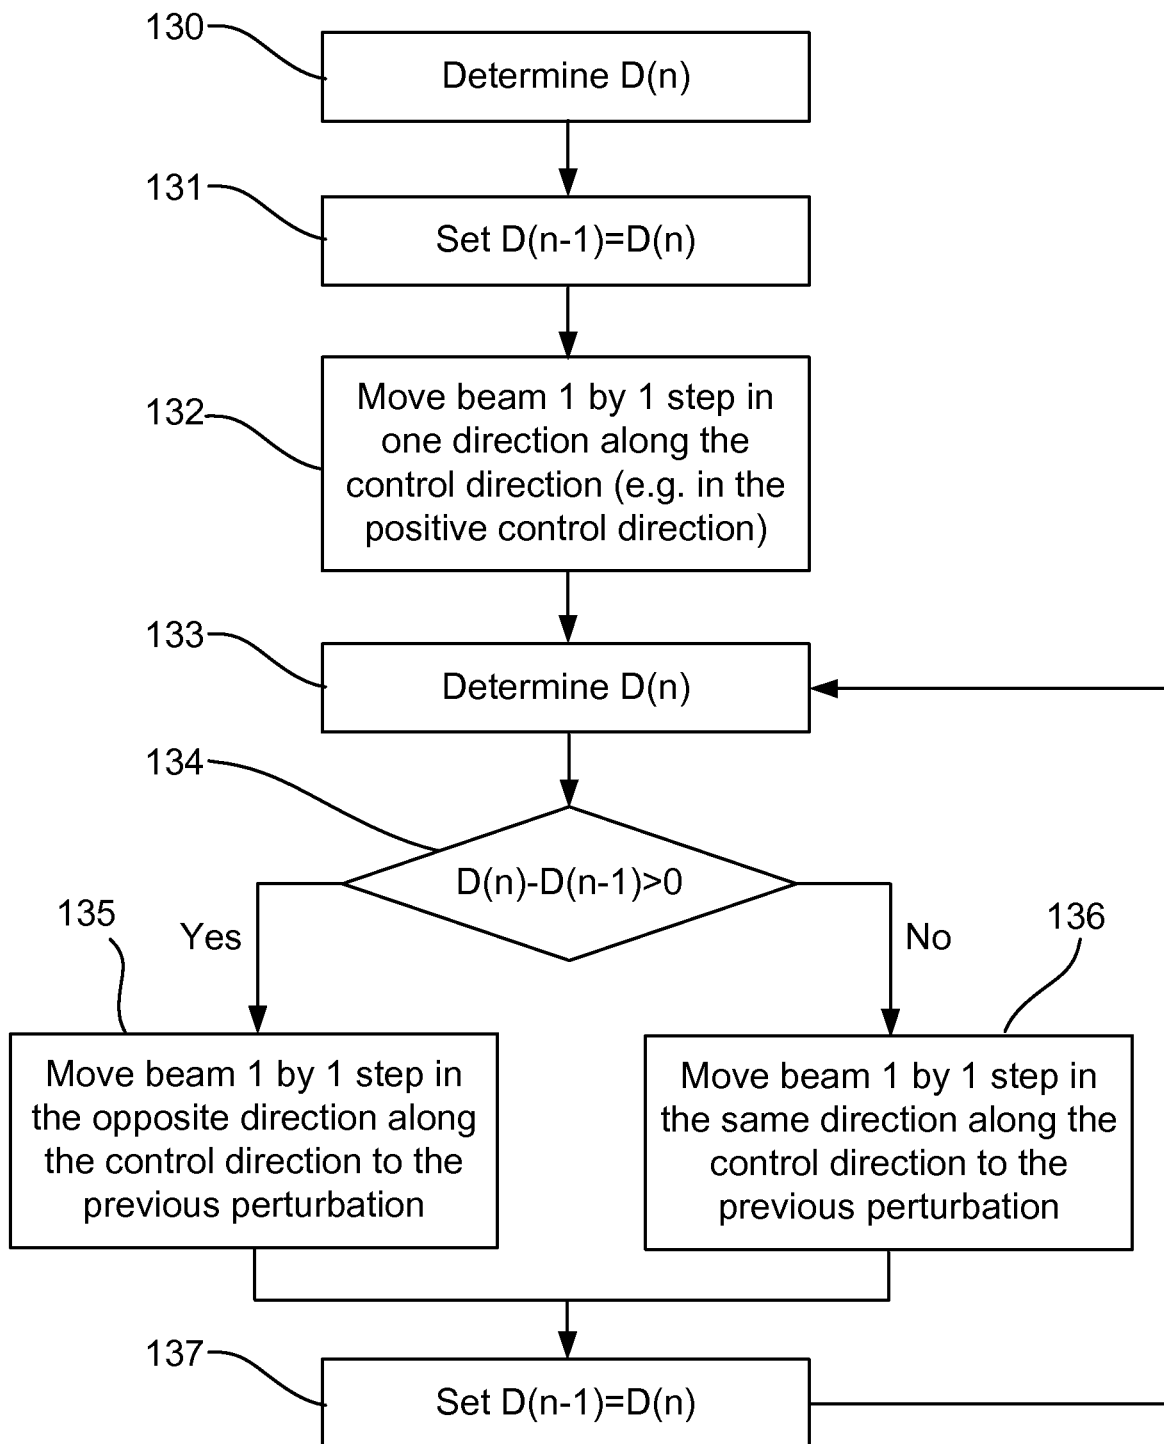 130
Determine D(n)
131
Set D(n-1)=D(n)
132
Move beam 1 by 1 step in
one direction along the
control direction (e.g. in the
positive control direction)
133
Determine D(n)
134
D(n)-D(n-1)>0
135
Yes
No
136
Move beam 1 by 1 step in
the opposite direction along
the control direction to the
previous perturbation
Move beam 1 by 1 step in
the same direction along the
control direction to the
previous perturbation
137
Set D(n-1)=D(n)